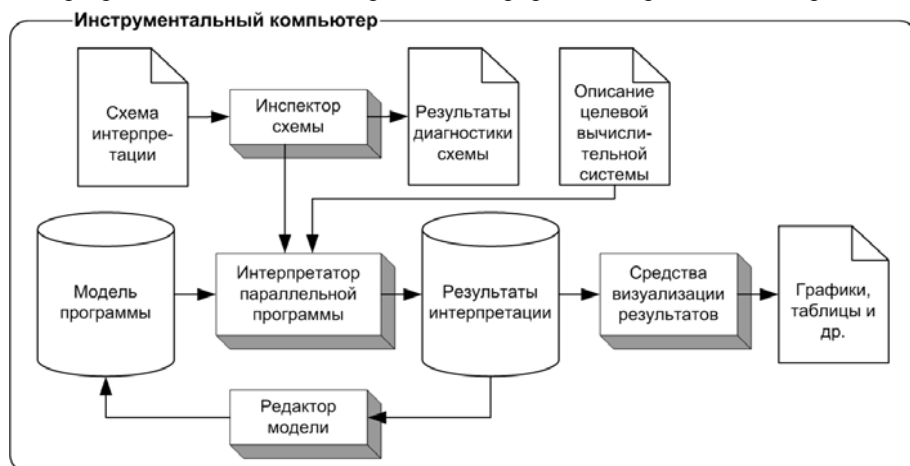 Инструментальный компьютер
Схема
интерпре-
тации
Инспектор
схемы
Результаты
диагностики
схемы
Описание
целевой
вычисли-
тельной
системы
Модель
программы
Интерпретатор
параллельной
программы
Результаты
интерпретации
Средства
визуализации
результатов
Графики,
таблицы и
др.
Редактор
модели